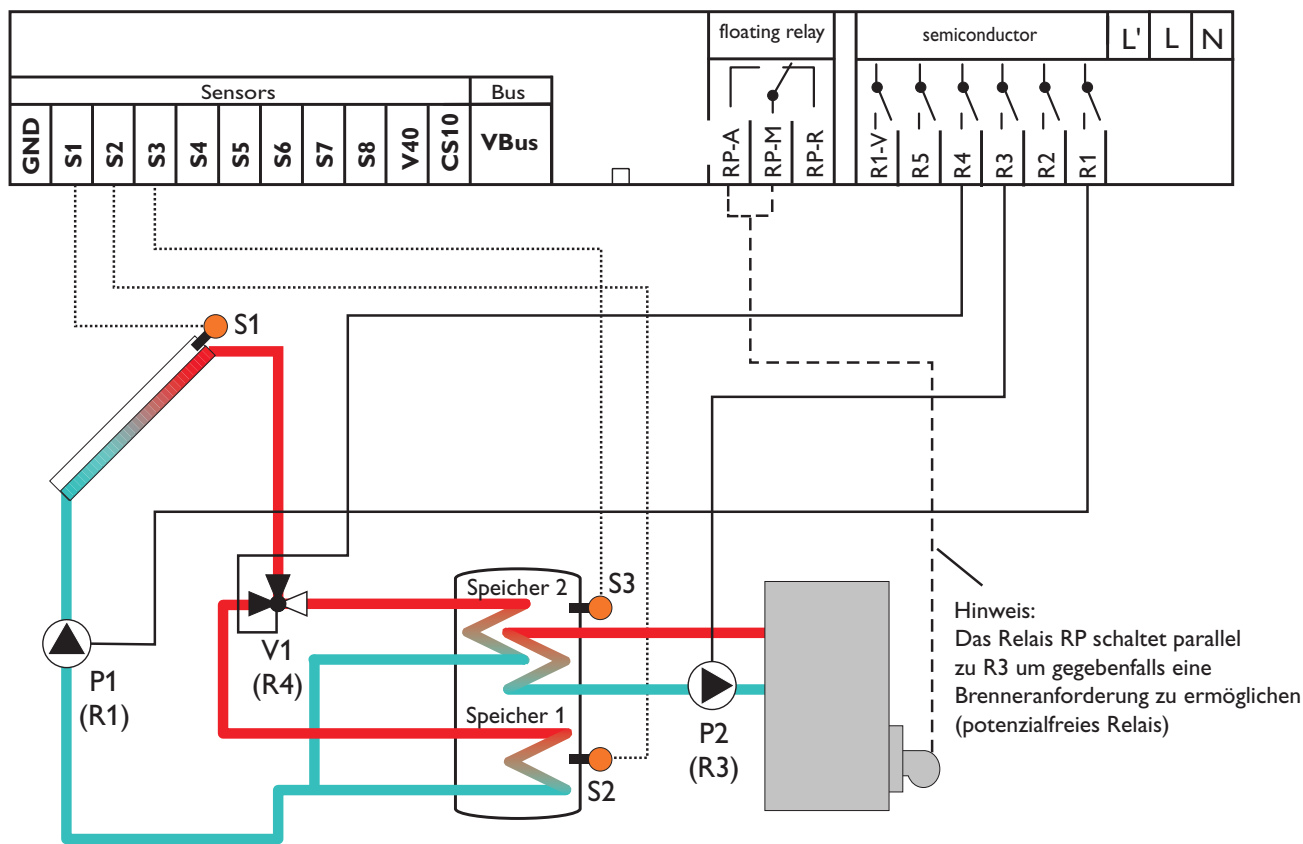 floating relay
semiconductor
L'
L
N
Sensors
Bus
GND
S1
S2
S3
S4
S5
S6
S7
S8
V40
CS10
VBus
RP-A
RP-M
RP-R
R1-V
R5
R4
R3
R2
R1
S1
Speicher 2
S3
V1
(R4)
P1
(R1)
Speicher 1
S2
P2
(R3)
Hinweis:
Das Relais RP schaltet parallel
zu R3 um gegebenfalls eine
Brenneranforderung zu ermöglichen
(potenzialfreies Relais)